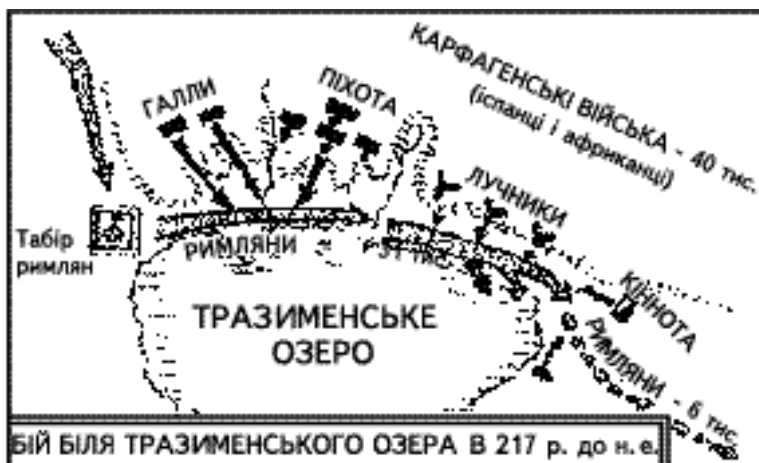 КАРФАГЕНСЬКІ ВІЙСЬКА - 40 тис.
(іспанці і африканці)
ГАЛЛИ
ПІХОТА
ЛУЧНИКИ
КІННОТА
Табір
римлян
РИМЛЯНИ
31 тис.
РИМЛЯНИ - 6 тис.
ТРАЗИМЕНСЬКЕ
ОЗЕРО
БІЙ БІЛЯ ТРАЗИМЕНСЬКОГО ОЗЕРА В 217 р. до н.е.